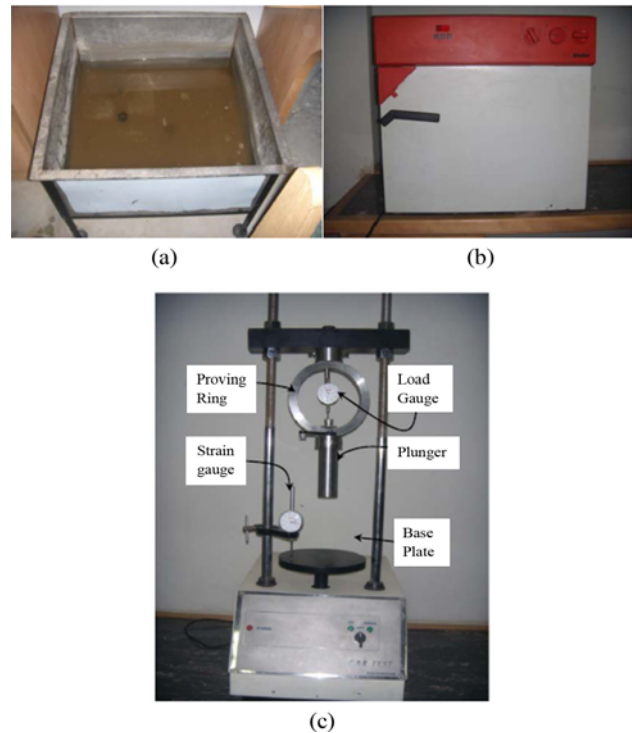 (a)
(b)
Proving
Ring
Load
Gauge
Strain
gauge
Plunger
Base
Plate
(c)